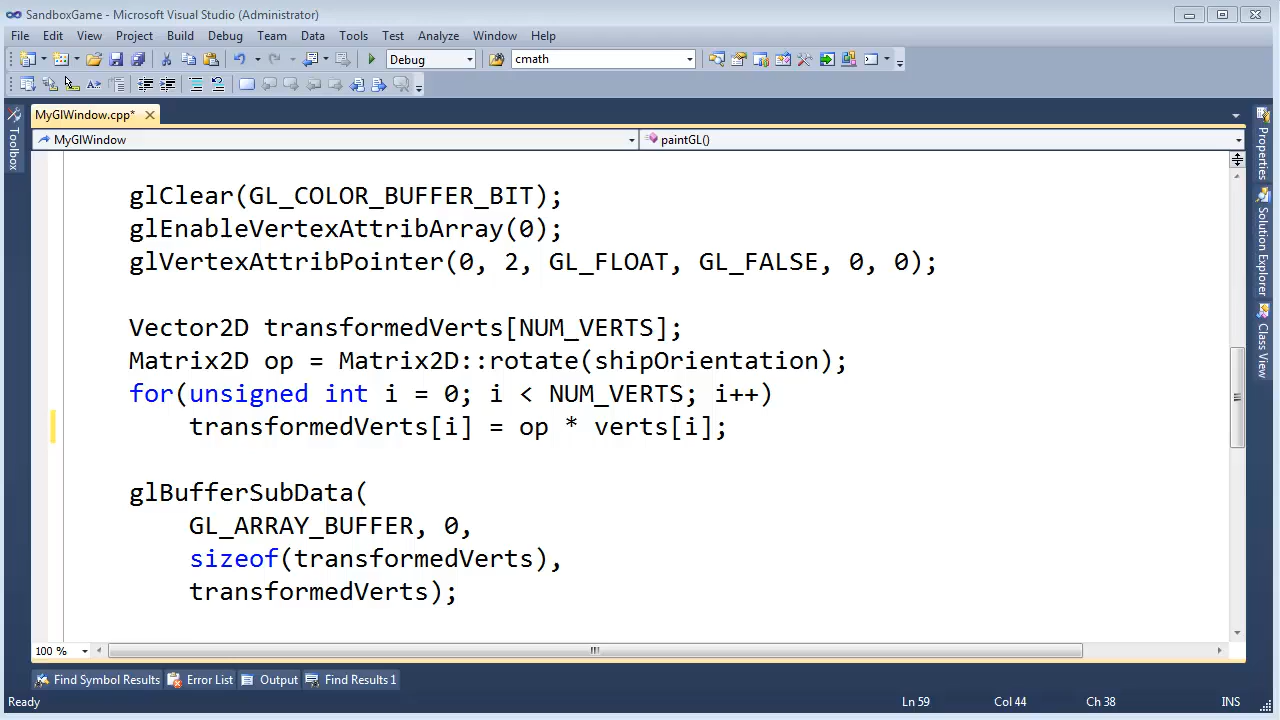 SandboxGame - Microsoft Visual Studio (Administrator)
File Edit View Project Build Debug Team Data Tools Test Analyze Window Help
Debug cmath
MyGlWindow.cpp*
MyGlWindow paintGL()
Toolbox
Properties
Solution Explorer
Class View
glClear(GL_COLOR_BUFFER_BIT);
glEnableVertexAttribArray(0);
glVertexAttribPointer(0, 2, GL_FLOAT, GL_FALSE, 0, 0);
Vector2D transformedVerts[NUM_VERTS];
Matrix2D op = Matrix2D::rotate(shipOrientation);
for(unsigned int i = 0; i < NUM_VERTS; i++)
transformedVerts[i] = op * verts[i];
glBufferSubData(
GL_ARRAY_BUFFER, 0,
sizeof(transformedVerts),
transformedVerts);
100 %
Find Symbol Results Error List Output Find Results 1
Ready Ln 59 Col 44 Ch 38 INS